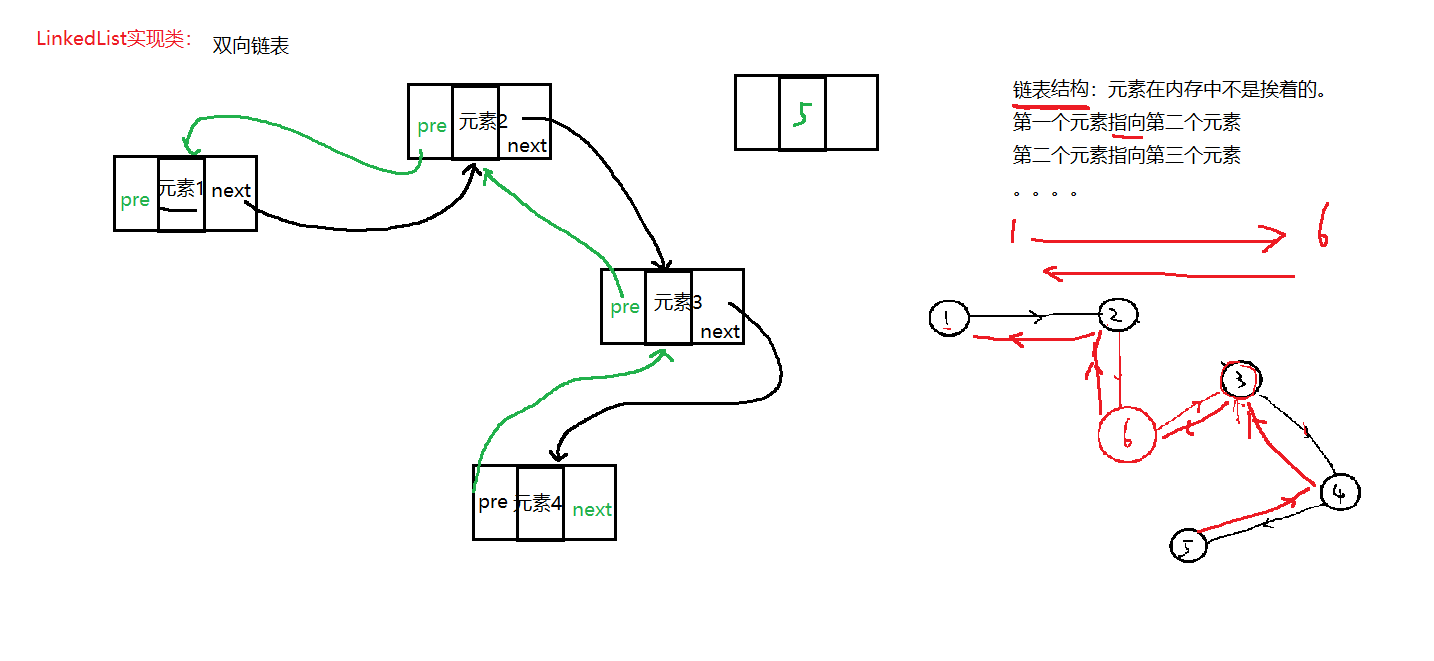 LinkedList实现类： 双向链表
pre 元素1 next
pre 元素2 next
pre 元素3 next
pre 元素4 next
5
链表结构：元素在内存中不是挨着的。
第一个元素指向第二个元素
第二个元素指向第三个元素
。。。。
1 6
1
2
6
3
4
5